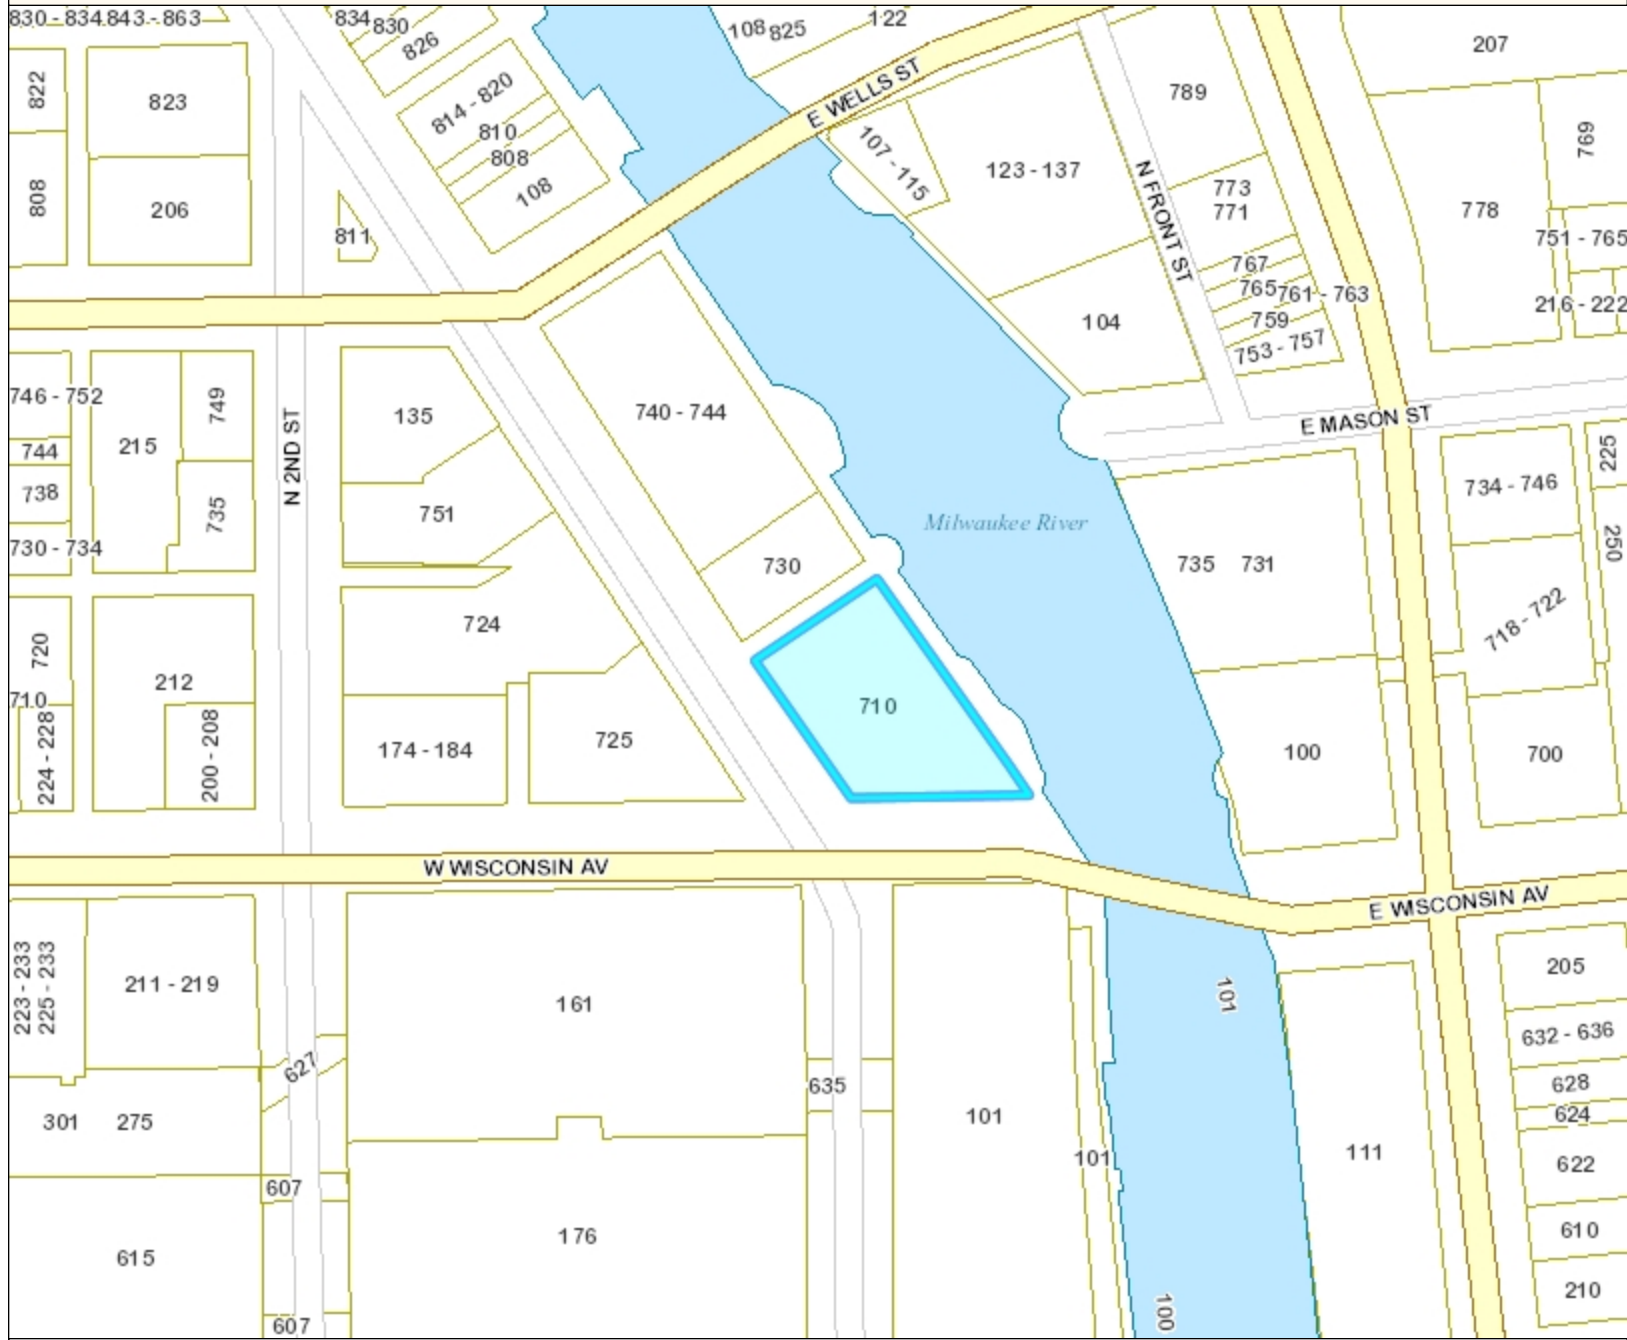 830 - 834
843 - 863
834
830
826
108
825
122
207
822
823
814 - 820
E WELLS ST
789
769
810
808
107 - 115
123 - 137
N FRONT ST
808
206
108
773
771
778
811
751 - 765
767
765
761 - 763
216 - 222
104
759
753 - 757
746 - 752
749
135
740 - 744
E MASON ST
215
N 2ND ST
744
225
738
735
751
734 - 746
Milwaukee River
730 - 734
730
735
731
250
720
724
718 - 722
212
710
710
224 - 228
200 - 208
174 - 184
725
100
700
W WISCONSIN AV
E WISCONSIN AV
223 - 233
225 - 233
211 - 219
161
101
205
632 - 636
627
635
628
301
275
101
624
101
111
622
607
176
610
615
210
607
100